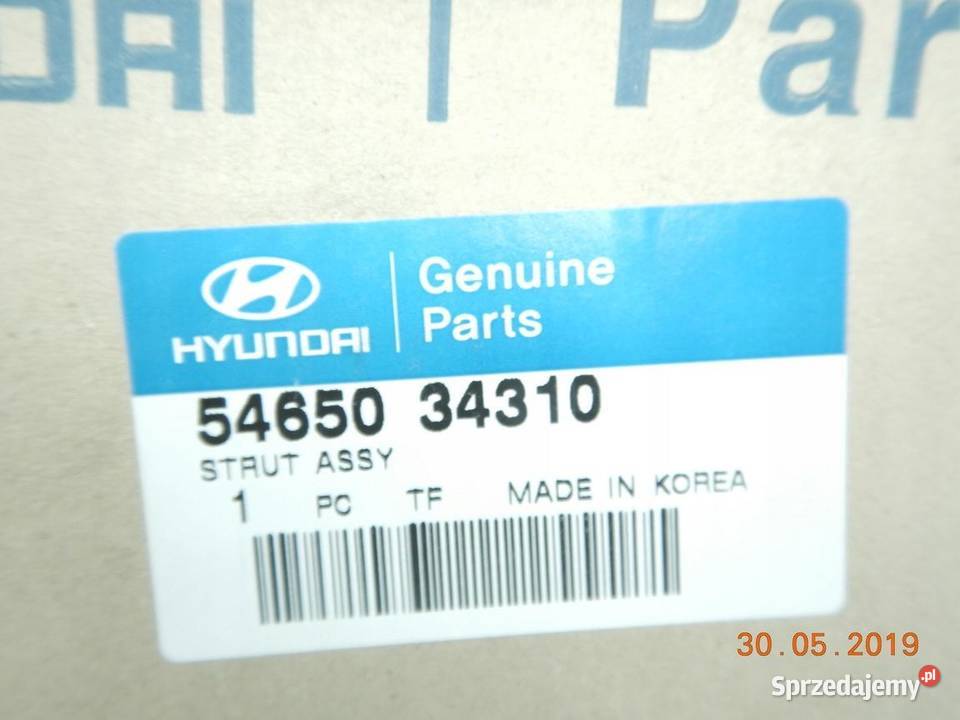 DAI | Par
HYUNDAI
Genuine
Parts
54650 34310
STRUT ASSY
1 PC TF MADE IN KOREA
30.05.2019
Sprzedajemy.pl